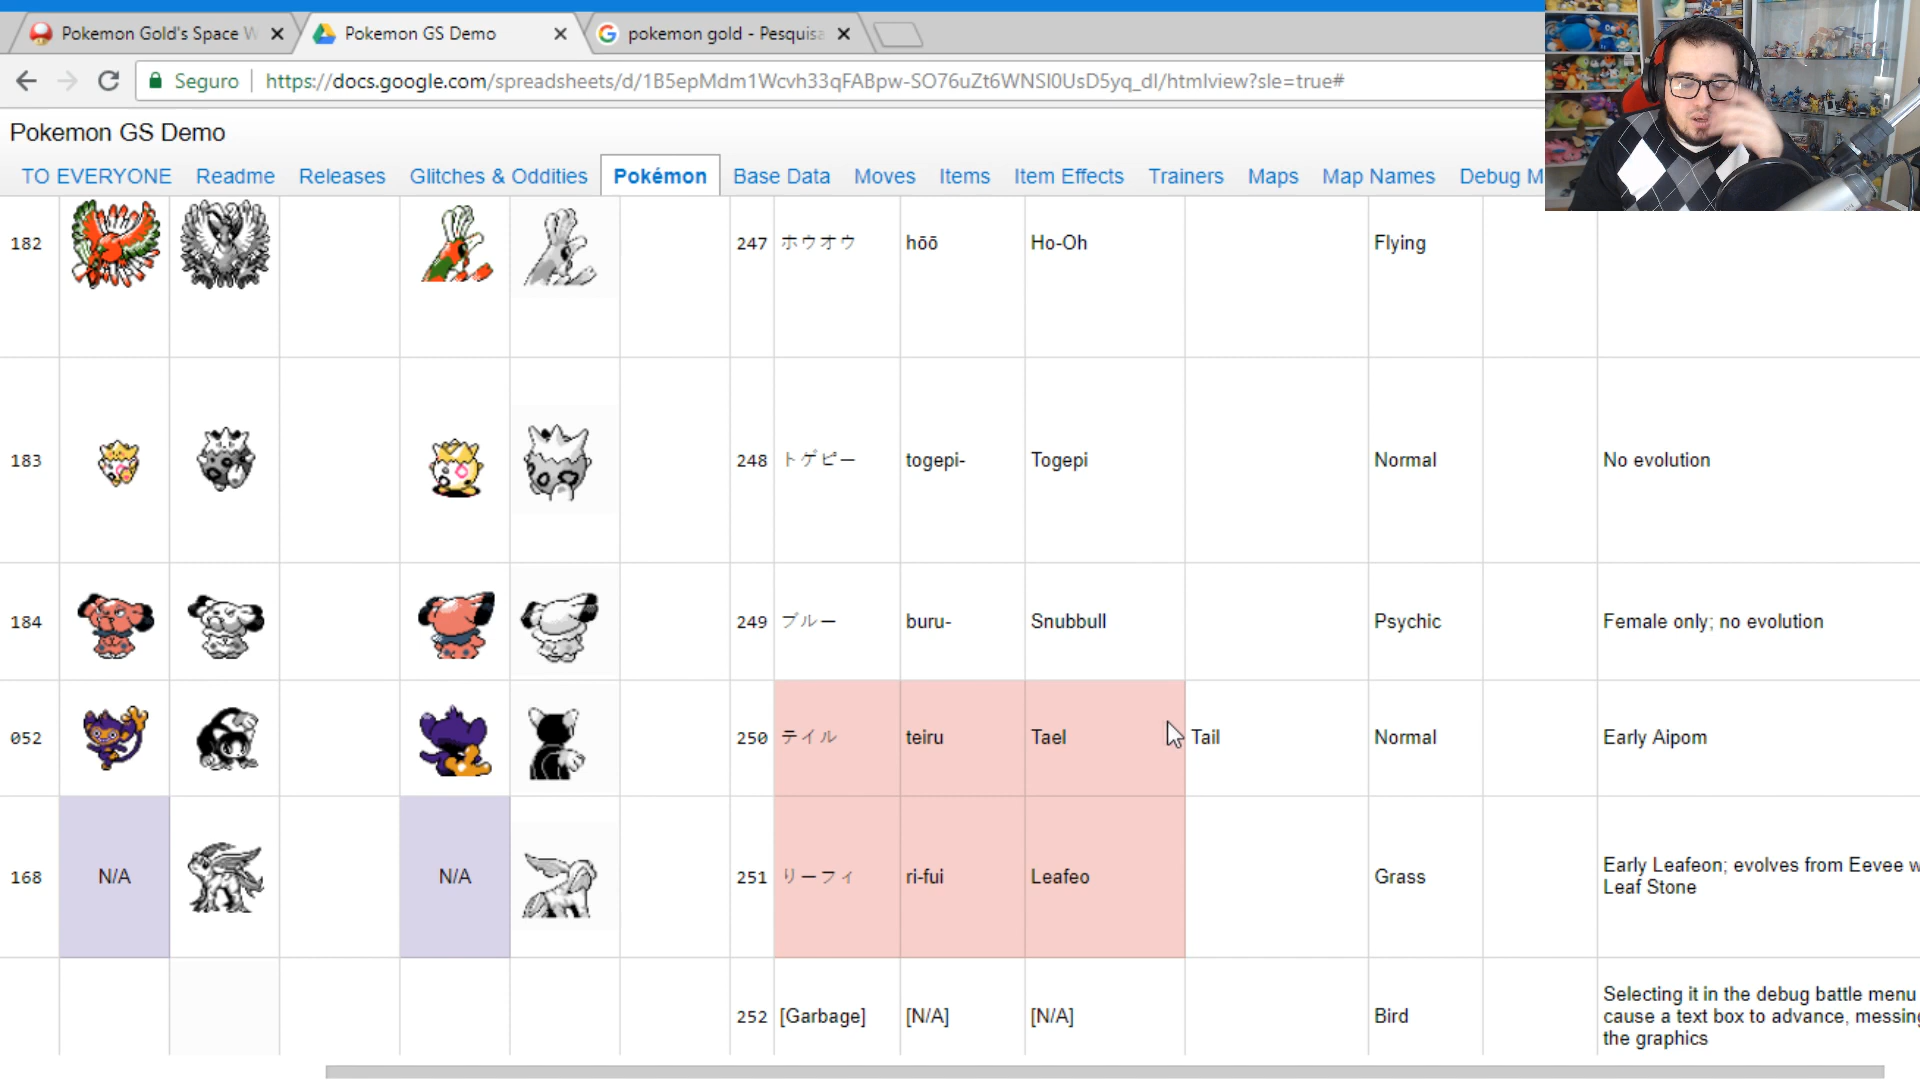 Pokemon Gold's Space W
Pokemon GS Demo
pokemon gold - Pesquisa
Seguro https://docs.google.com/spreadsheets/d/1B5epMdm1Wcvh33qFABpw-SO76uZt6WNSl0UsD5yq_dl/htmlview?sle=true#
Pokemon GS Demo
TO EVERYONE Readme Releases Glitches & Oddities Pokémon Base Data Moves Items Item Effects Trainers Maps Map Names Debug M
182 247 ホウオウ hōō Ho-Oh Flying
183 248 トゲピー togepi- Togepi Normal No evolution
184 249 ブルー buru- Snubbull Psychic Female only; no evolution
052 250 テイル teiru Tael Tail Normal Early Aipom
168 N/A N/A 251 リーフィ ri-fui Leafeo Grass Early Leafeon; evolves from Eevee w
Leaf Stone
252 [Garbage] [N/A] [N/A] Bird Selecting it in the debug battle menu
cause a text box to advance, messing
the graphics